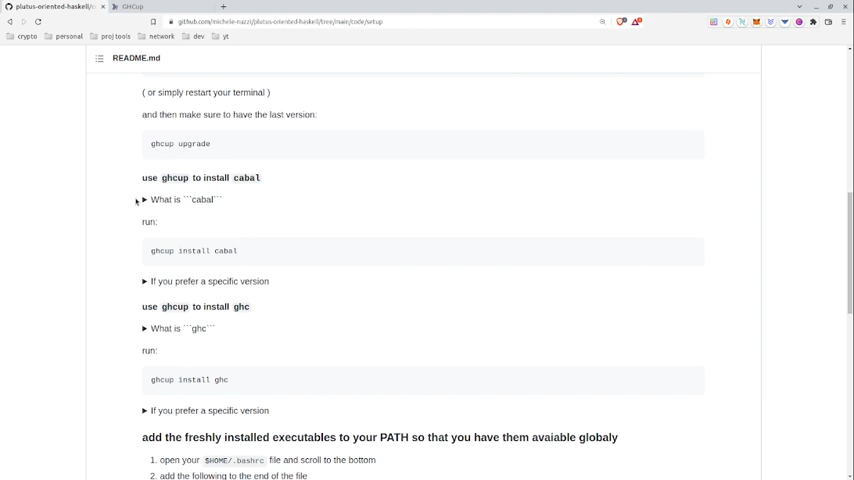 plutus-oriented-haskell/
GHCup
github.com/michele-nazzi/plutus-oriented-haskell/tree/main/code/setup
crypto
personal
proj tools
network
dev
yt
README.md
( or simply restart your terminal )
and then make sure to have the last version:
ghcup upgrade
use ghcup to install cabal
What is ```cabal```
run:
ghcup install cabal
If you prefer a specific version
use ghcup to install ghc
What is ```ghc```
run:
ghcup install ghc
If you prefer a specific version
add the freshly installed executables to your PATH so that you have them avaiable globaly
1. open your $HOME/.bashrc file and scroll to the bottom
2. add the following to the end of the file